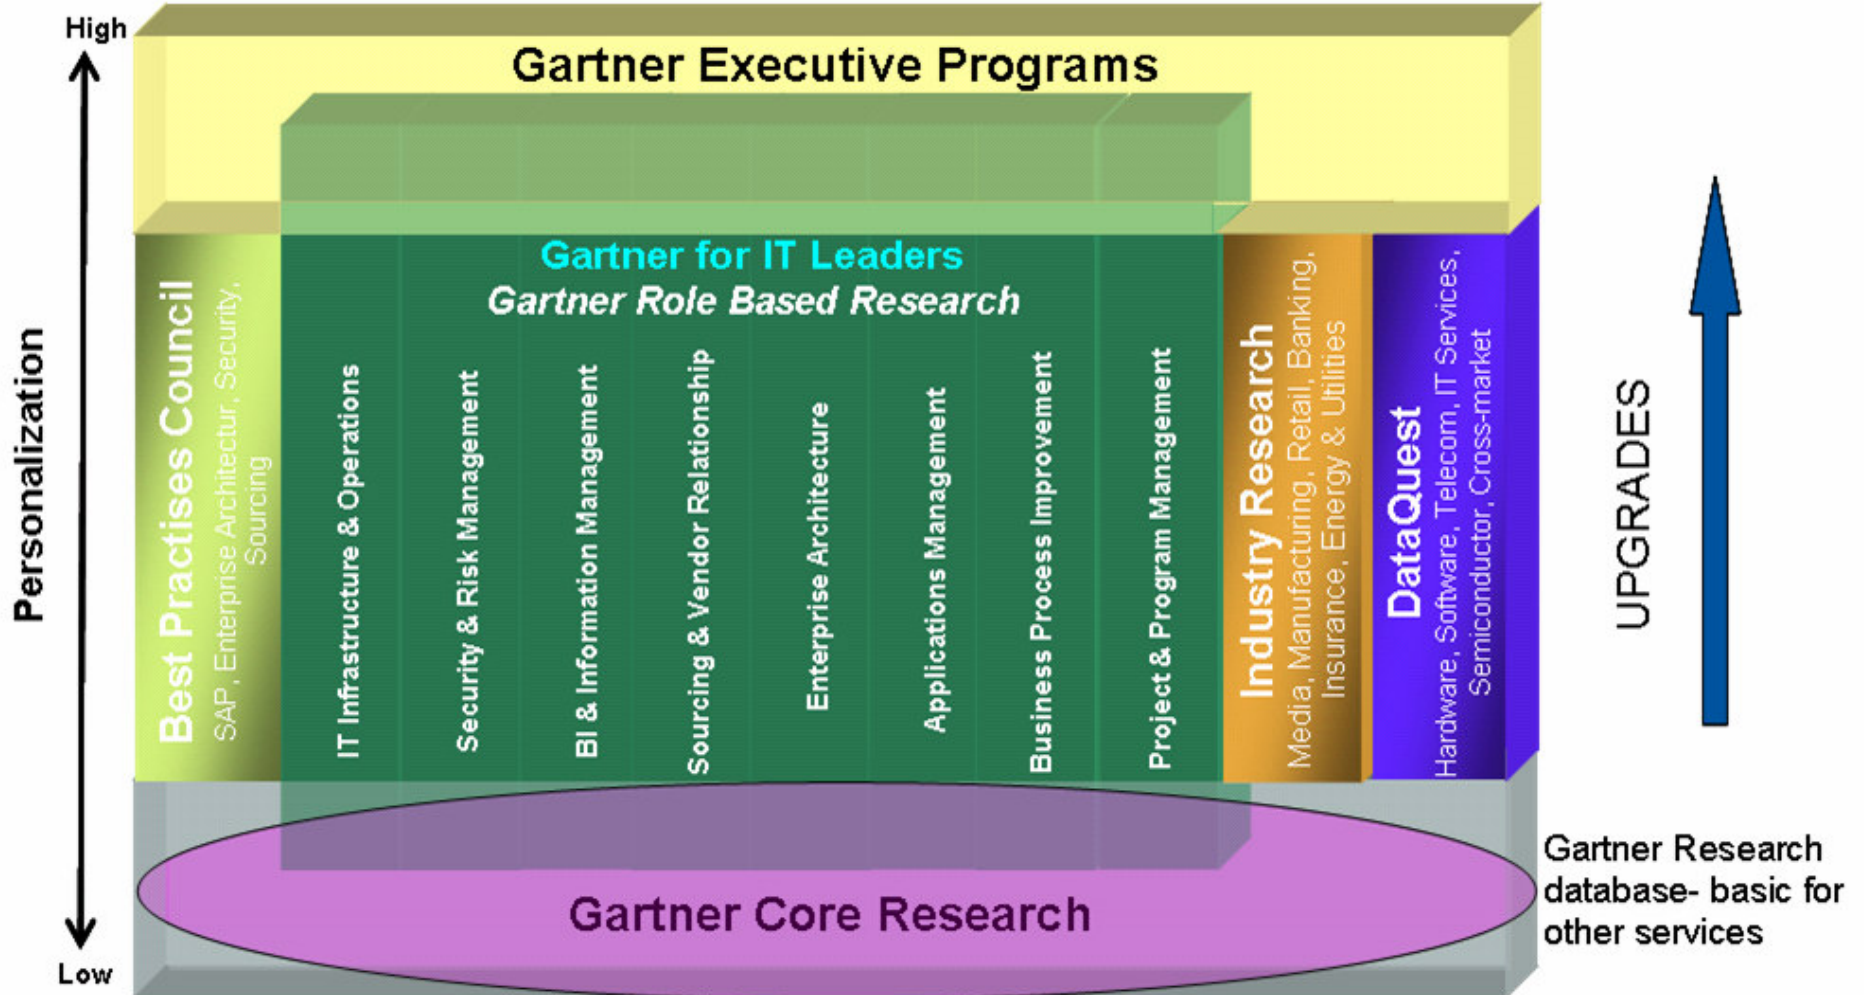 High
Gartner Executive Programs
Personalization
Low
Best Practises Council
SAP, Enterprise Architectur, Security,
Sourcing
Gartner for IT Leaders
Gartner Role Based Research
IT Infrastructure & Operations
Security & Risk Management
BI & Information Management
Sourcing & Vendor Relationship
Enterprise Architecture
Applications Management
Business Process Improvement
Project & Program Management
Industry Research
Media, Manufacturing, Retail, Banking,
Insurance, Energy & Utilities
DataQuest
Hardware, Software, Telecom, IT Services,
Semiconductor, Cross-market
UPGRADES
Gartner Core Research
Gartner Research
database- basic for
other services